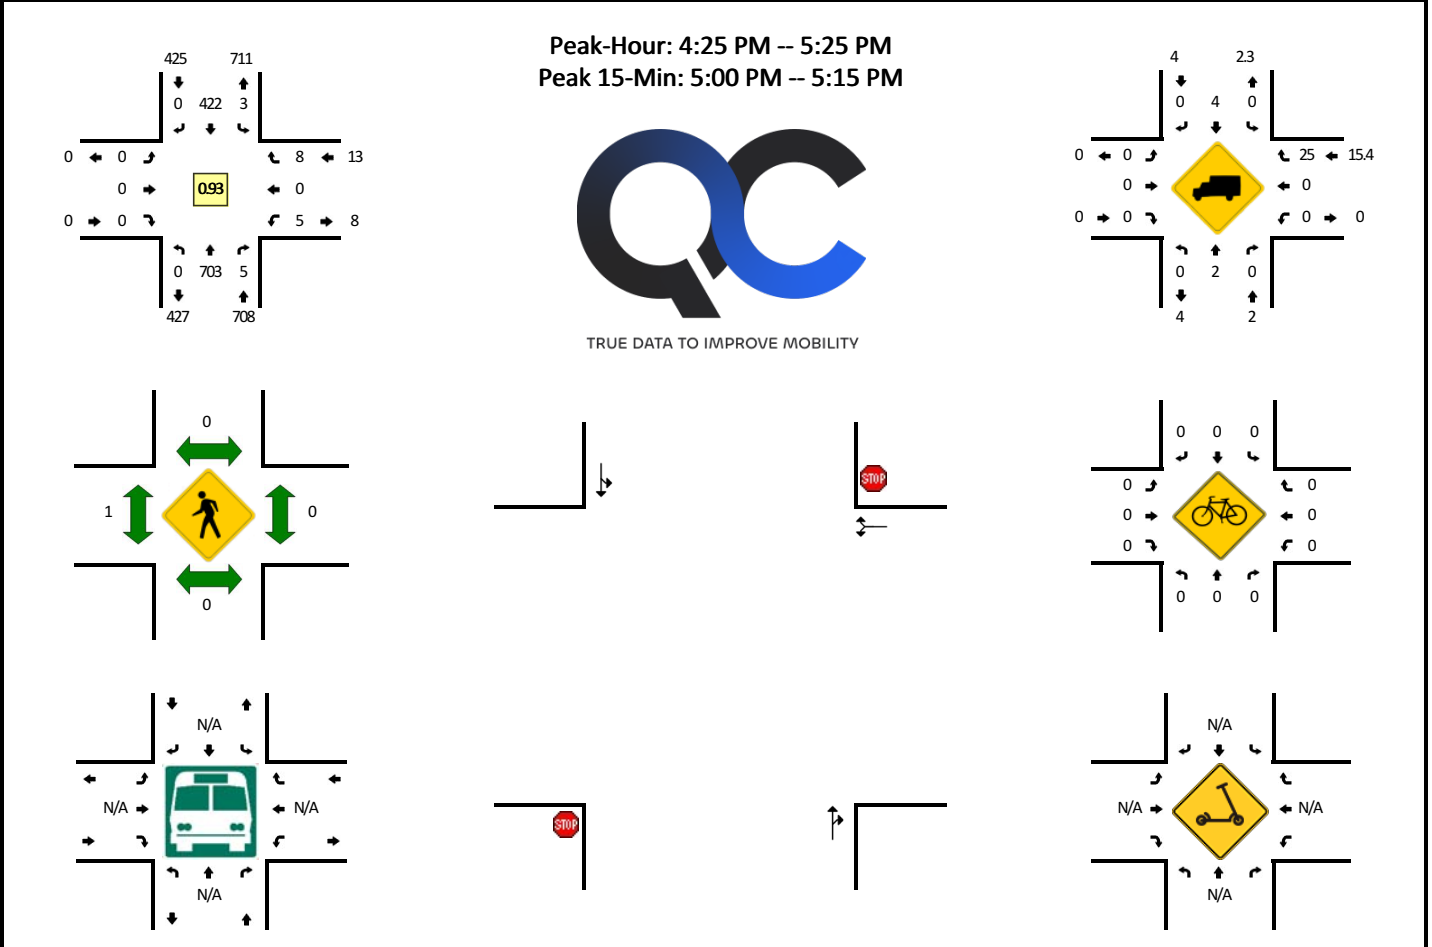 Peak-Hour: 4:25 PM -- 5:25 PM
Peak 15-Min: 5:00 PM -- 5:15 PM
425 711
0 422 3
0 0 8 13
0 0.93 0
0 0 5 8
0 703 5
427 708
TRUE DATA TO IMPROVE MOBILITY
4 2.3
0 4 0
0 0 25 15.4
0 0
0 0 0 0
0 2 0
4 2
0
1 0
0
STOP
STOP
0 0 0
0 0
0 0
0 0
0 0 0
N/A
N/A N/A
N/A
N/A
N/A N/A
N/A